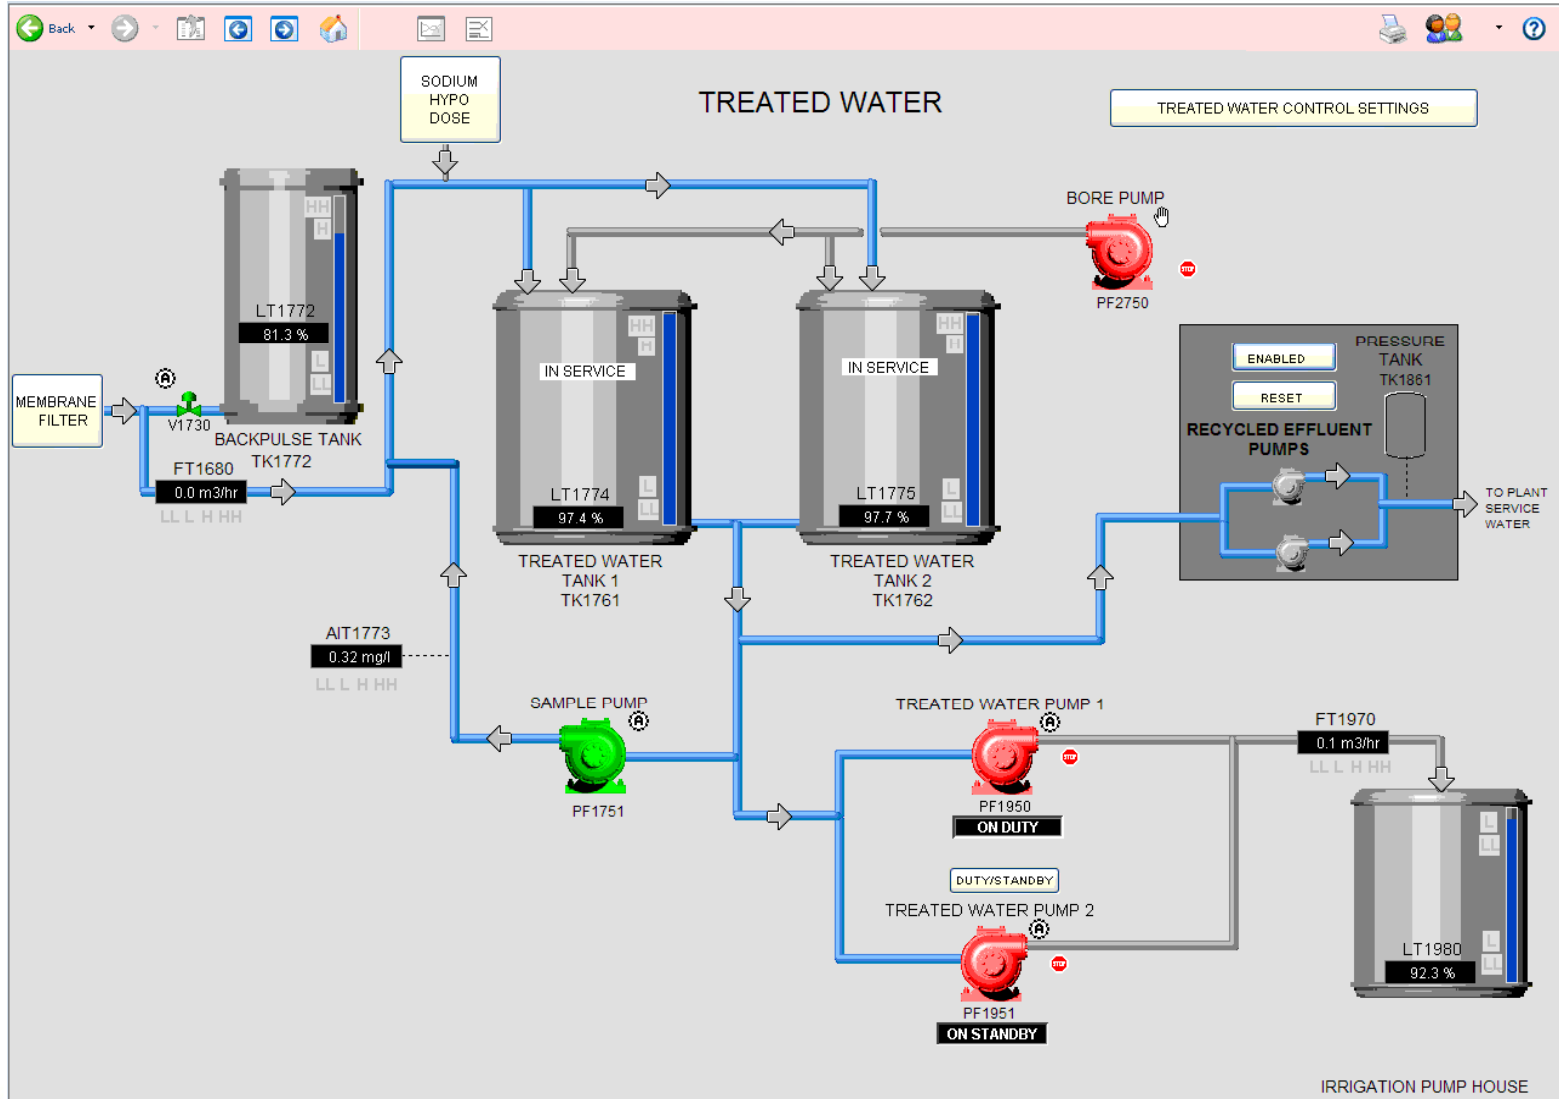 Back
SODIUM
HYPO
DOSE
TREATED WATER
TREATED WATER CONTROL SETTINGS
BORE PUMP
STOP
PF2750
HH
H
LT1772
81.3 %
L
LL
A
MEMBRANE
FILTER
V1730
BACKPULSE TANK
TK1772
FT1680
0.0 m3/hr
LL L H HH
HH
H
IN SERVICE
LT1774
97.4 %
L
LL
TREATED WATER
TANK 1
TK1761
HH
H
IN SERVICE
LT1775
97.7 %
L
LL
TREATED WATER
TANK 2
TK1762
ENABLED
RESET
PRESSURE
TANK
TK1861
RECYCLED EFFLUENT
PUMPS
TO PLANT
SERVICE
WATER
AIT1773
0.32 mg/l
LL L H HH
SAMPLE PUMP
A
PF1751
TREATED WATER PUMP 1
A
STOP
PF1950
ON DUTY
DUTY/STANDBY
TREATED WATER PUMP 2
A
STOP
PF1951
ON STANDBY
FT1970
0.1 m3/hr
LL L H HH
L
LL
LT1980
92.3 %
L
LL
IRRIGATION PUMP HOUSE